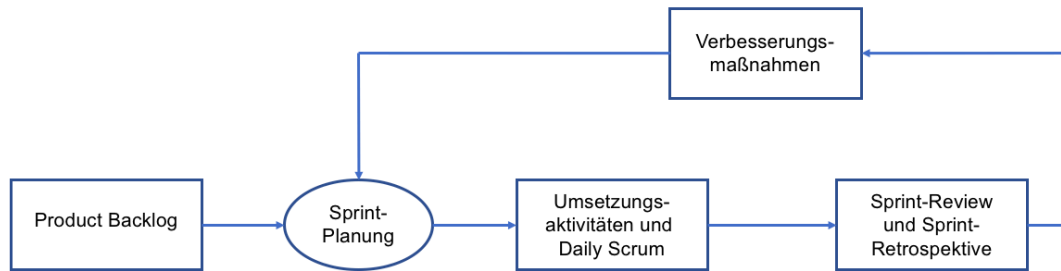 Verbesserungs-
maßnahmen
Product Backlog
Sprint-
Planung
Umsetzungs-
aktivitäten und
Daily Scrum
Sprint-Review
und Sprint-
Retrospektive